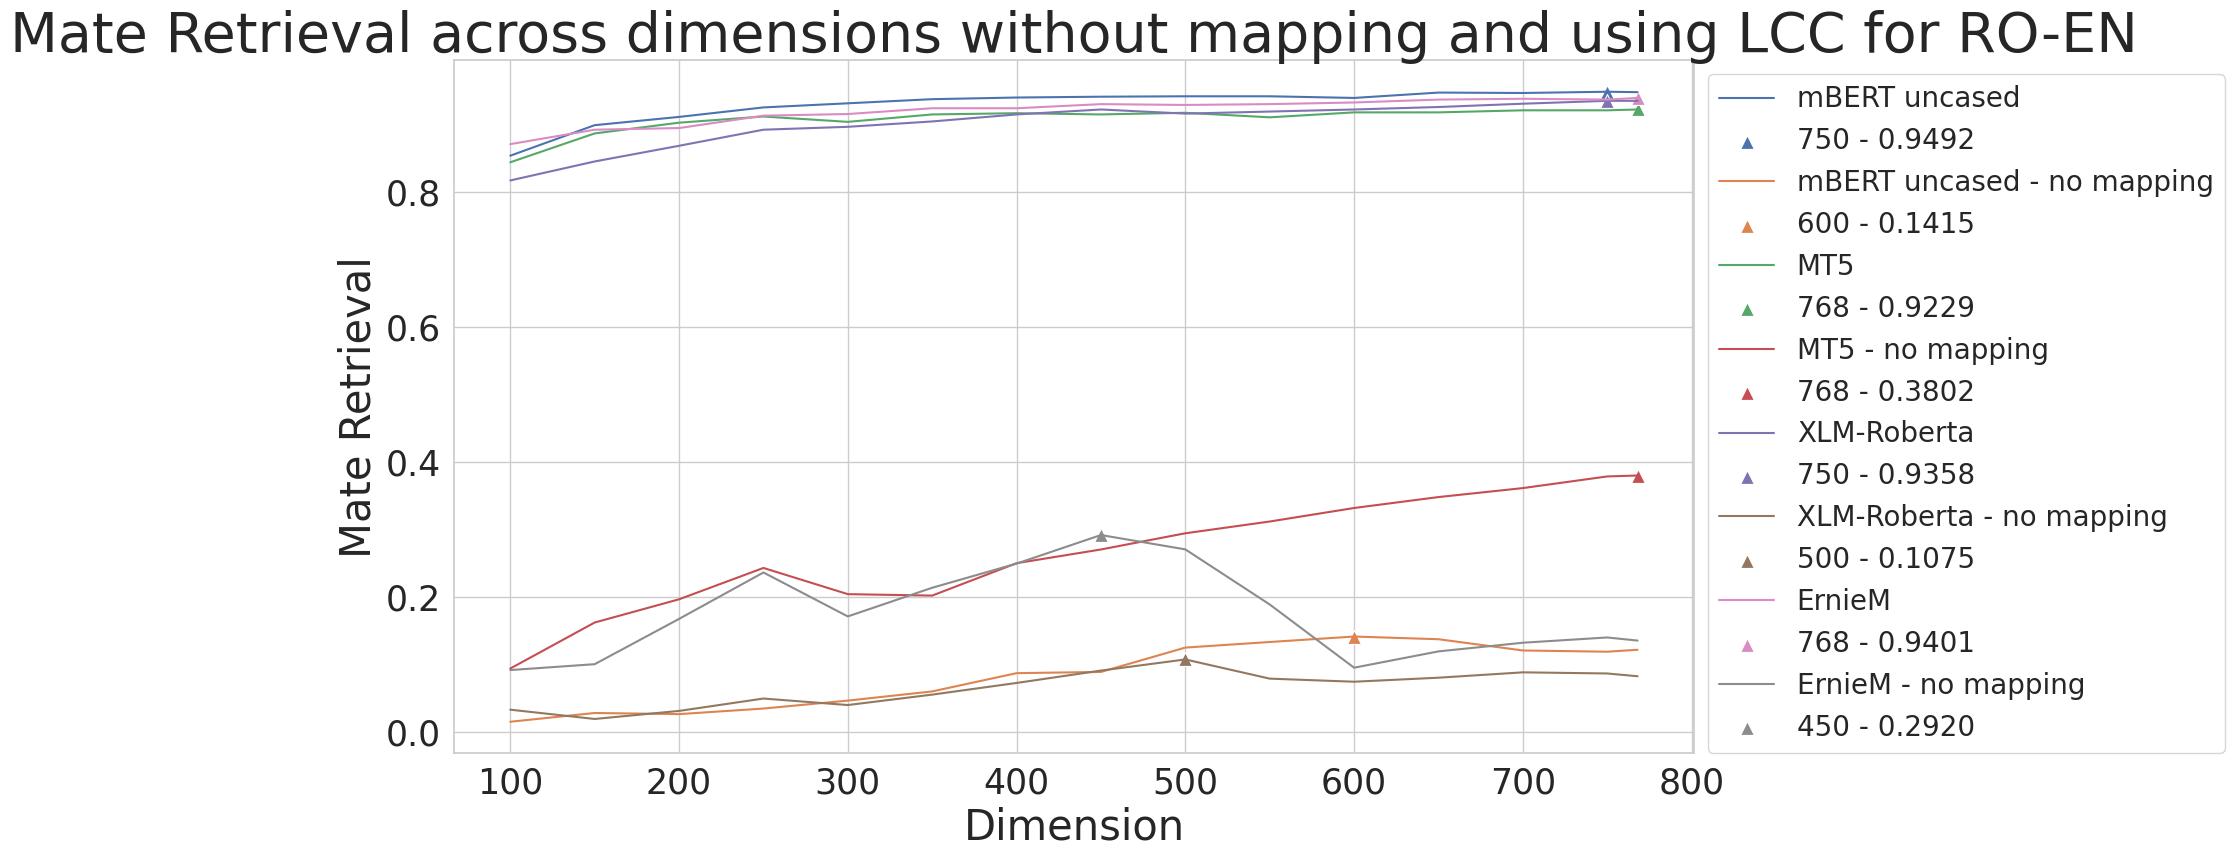 Mate Retrieval across dimensions without mapping and using LCC for RO-EN
Mate Retrieval
0.8
0.6
0.4
0.2
0.0
100 200 300 400 500 600 700 800
Dimension
mBERT uncased
750 - 0.9492
mBERT uncased - no mapping
600 - 0.1415
MT5
768 - 0.9229
MT5 - no mapping
768 - 0.3802
XLM-Roberta
750 - 0.9358
XLM-Roberta - no mapping
500 - 0.1075
ErnieM
768 - 0.9401
ErnieM - no mapping
450 - 0.2920